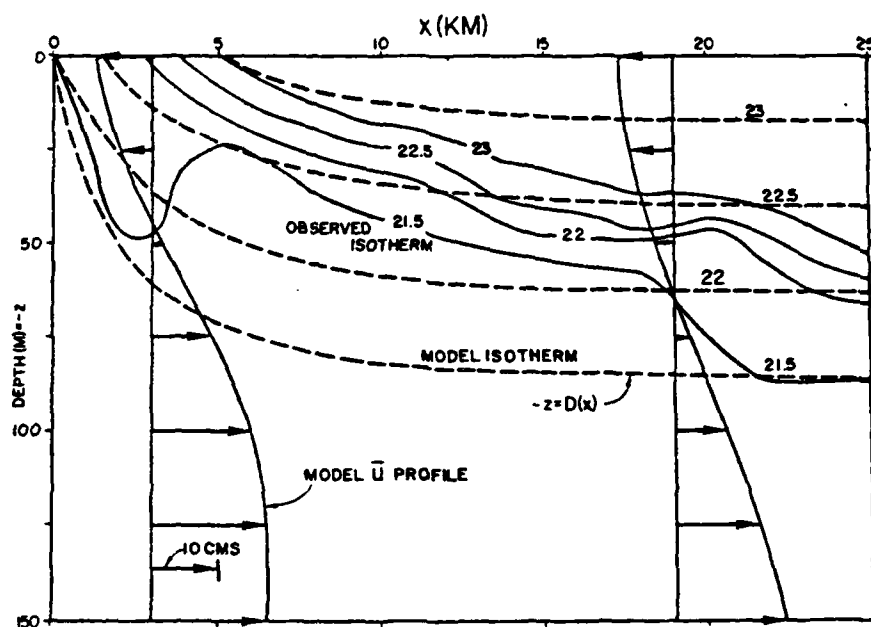 X (KM)
0 5 10 15 20 25
0
50
100
150
DEPTH (M) = -Z
23
22.5
23
22.5
21.5
22
22
OBSERVED
ISOTHERM
MODEL ISOTHERM
21.5
-Z = D(X)
MODEL ū PROFILE
10 CMS